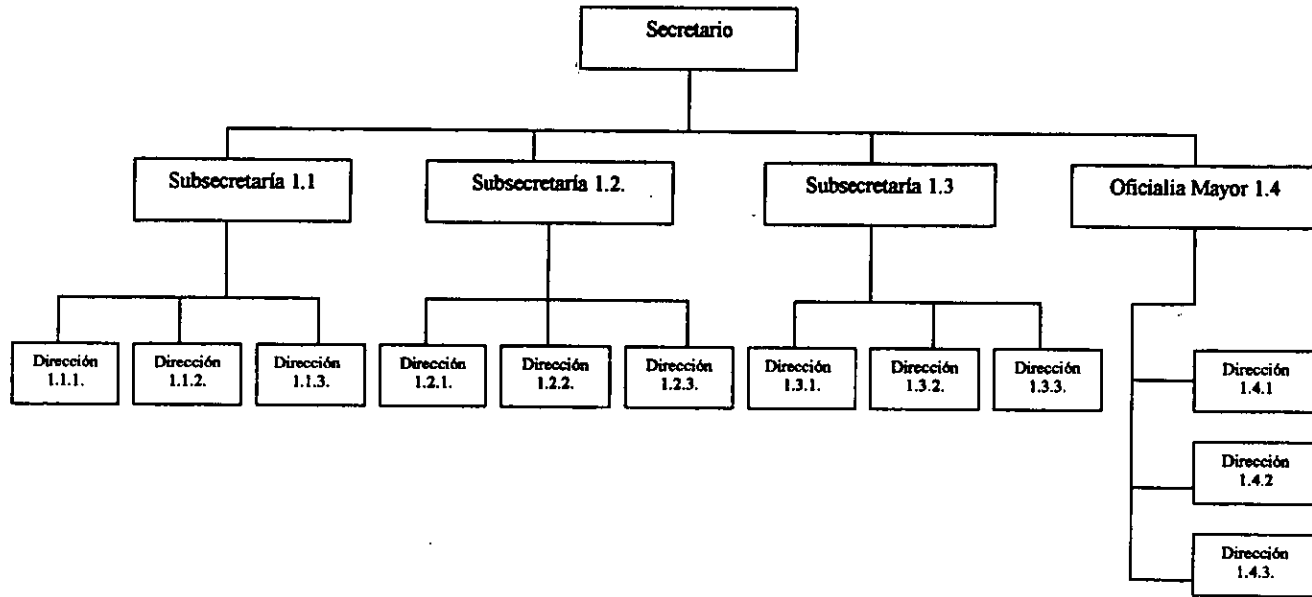 Secretario
Subsecretaría 1.1
Subsecretaría 1.2.
Subsecretaría 1.3
Oficialia Mayor 1.4
Dirección
1.1.1.
Dirección
1.1.2.
Dirección
1.1.3.
Dirección
1.2.1.
Dirección
1.2.2.
Dirección
1.2.3.
Dirección
1.3.1.
Dirección
1.3.2.
Dirección
1.3.3.
Dirección
1.4.1
Dirección
1.4.2
Dirección
1.4.3.